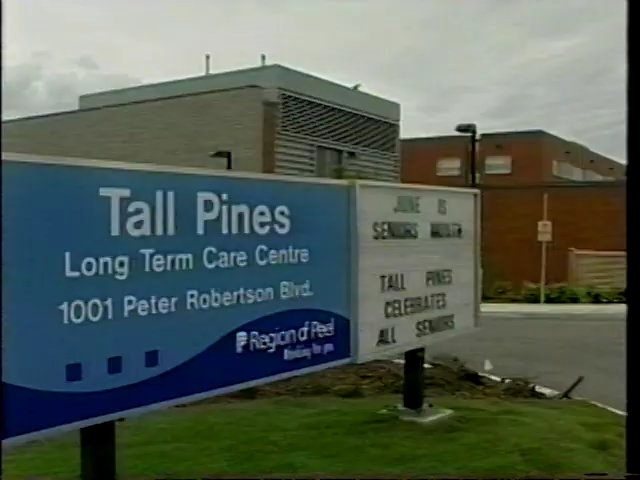 Tall Pines
Long Term Care Centre
1001 Peter Robertson Blvd.
Region of Peel
Working for you
JUNE IS
SENIORS MONTH
TALL PINES
CELEBRATES
ALL SENIORS